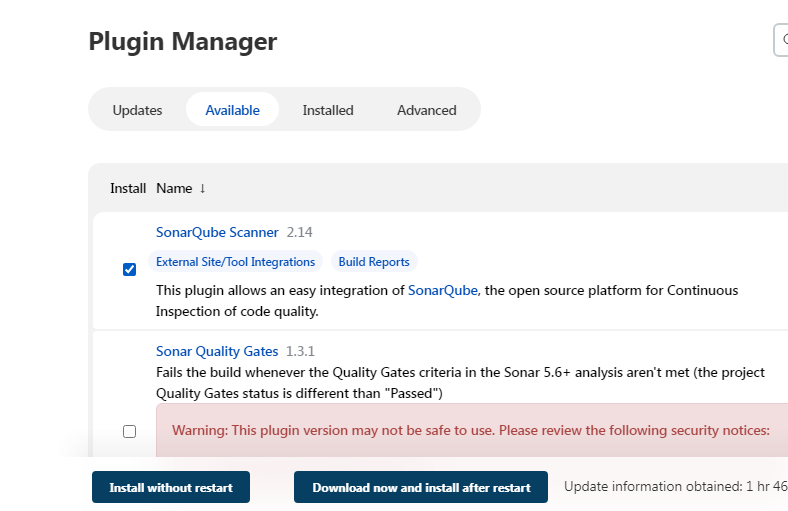 Plugin Manager
Updates Available Installed Advanced
Install Name ↓
SonarQube Scanner 2.14
External Site/Tool Integrations Build Reports
This plugin allows an easy integration of SonarQube, the open source platform for Continuous
Inspection of code quality.
Sonar Quality Gates 1.3.1
Fails the build whenever the Quality Gates criteria in the Sonar 5.6+ analysis aren't met (the project
Quality Gates status is different than "Passed")
Warning: This plugin version may not be safe to use. Please review the following security notices:
Install without restart Download now and install after restart Update information obtained: 1 hr 46